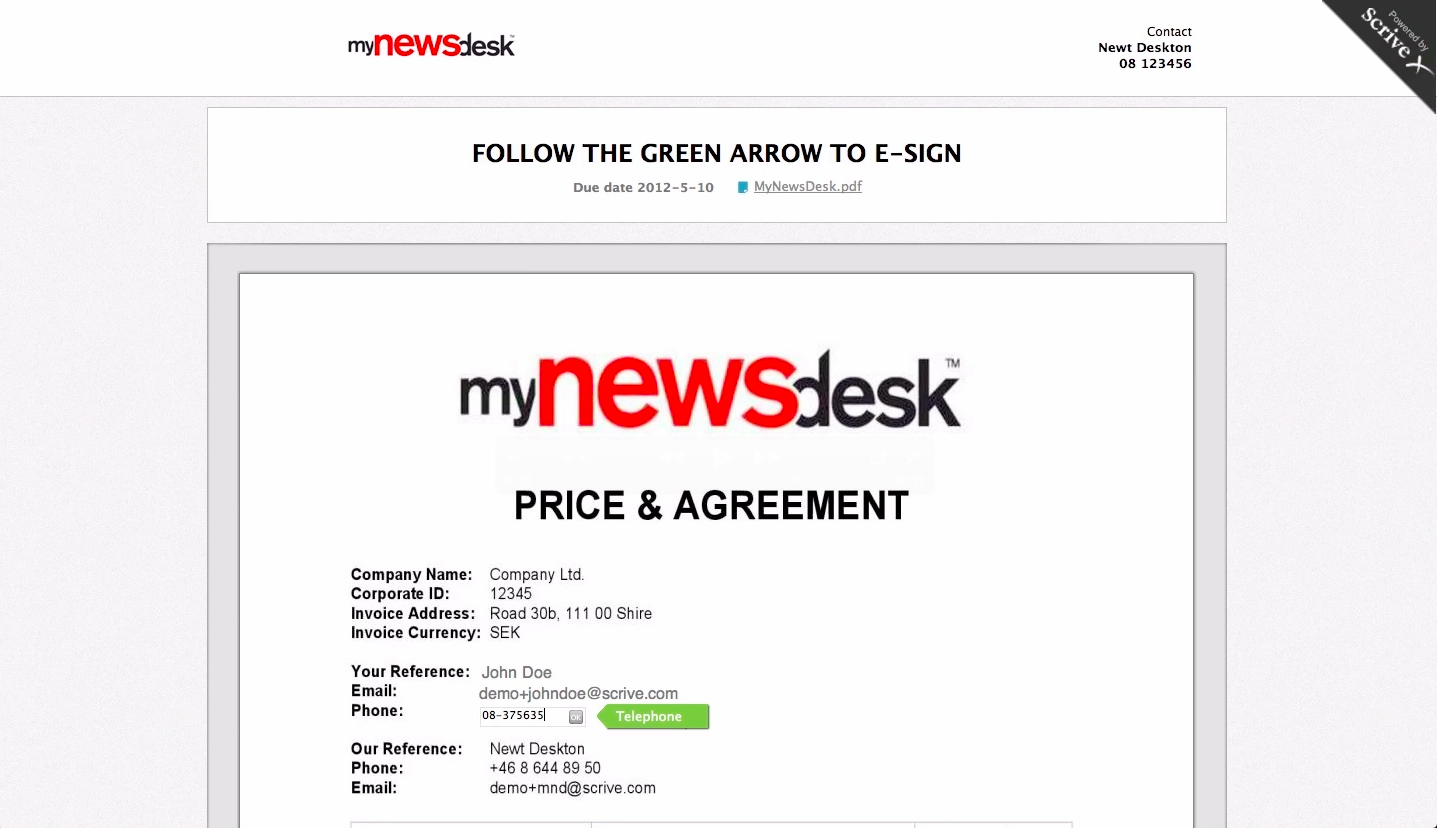 mynewsdesk
Contact
Newt Deskton
08 123456
Powered by
Scrive
FOLLOW THE GREEN ARROW TO E-SIGN
Due date 2012-5-10 MyNewsDesk.pdf
mynewsdesk™
PRICE & AGREEMENT
Company Name: Company Ltd.
Corporate ID: 12345
Invoice Address: Road 30b, 111 00 Shire
Invoice Currency: SEK
Your Reference: John Doe
Email: demo+johndoe@scrive.com
Phone: 08-375635 OK Telephone
Our Reference: Newt Deskton
Phone: +46 8 644 89 50
Email: demo+mnd@scrive.com